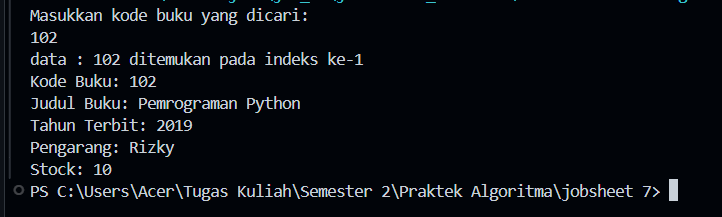 Masukkan kode buku yang dicari:
102
data : 102 ditemukan pada indeks ke-1
Kode Buku: 102
Judul Buku: Pemrograman Python
Tahun Terbit: 2019
Pengarang: Rizky
Stock: 10
PS C:\Users\Acer\Tugas Kuliah\Semester 2\Praktek Algoritma\jobsheet 7>